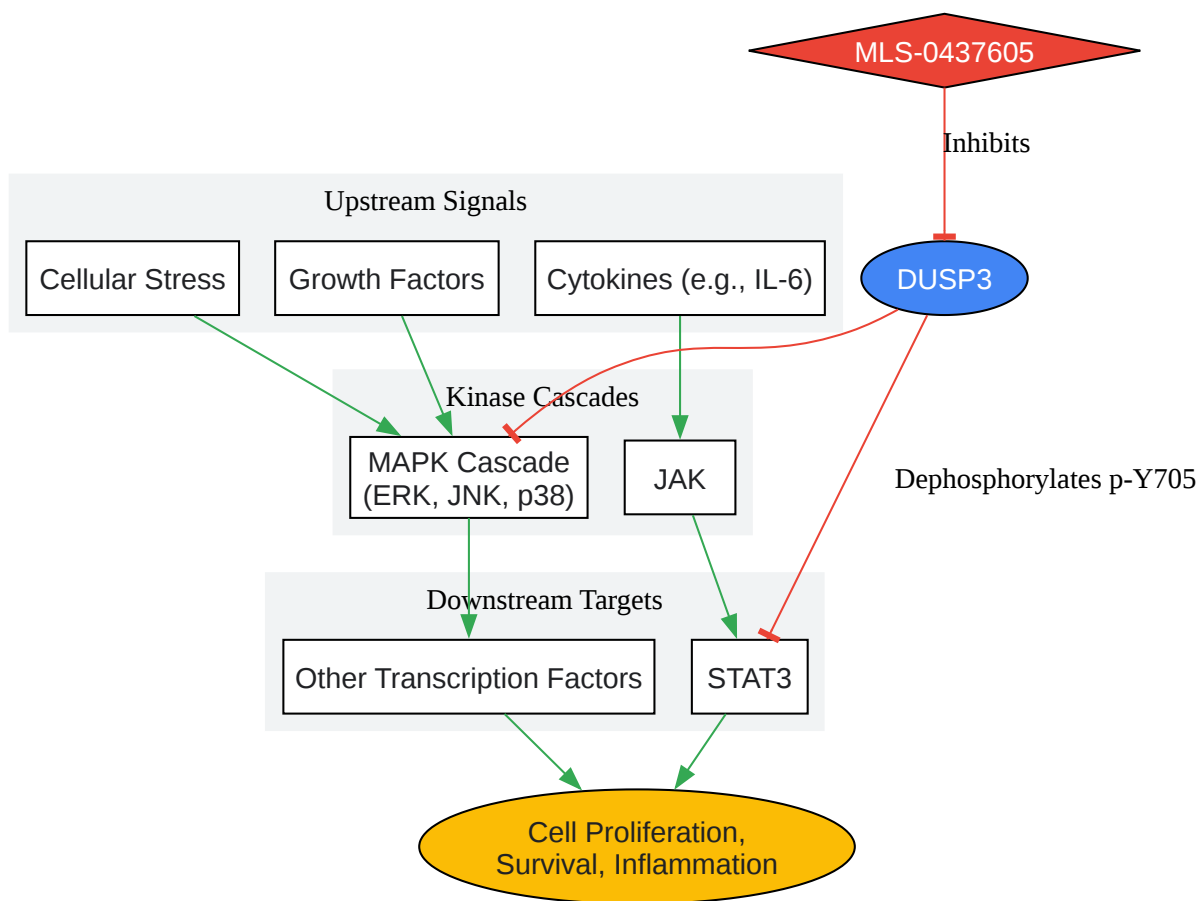 MLS-0437605
Inhibits
Upstream Signals
Cellular Stress
Growth Factors
Cytokines (e.g., IL-6)
DUSP3
Kinase Cascades
MAPK Cascade
(ERK, JNK, p38)
JAK
Dephosphorylates p-Y705
Downstream Targets
Other Transcription Factors
STAT3
Cell Proliferation,
Survival, Inflammation